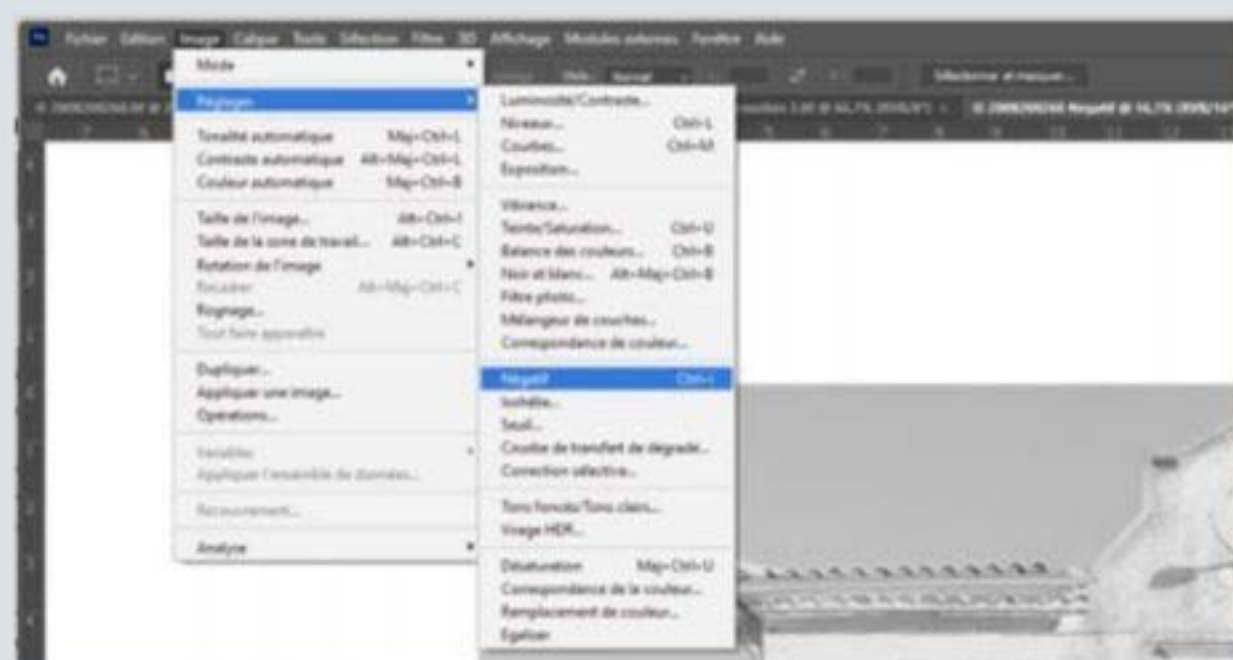 Fichier Edition Image Calque Texte Sélection Filtre 3D Affichage Modules externes Fenêtre Aide
Style : Normal Sélectionner et masquer...
Mode
Réglages
Tonalité automatique Maj+Ctrl+L
Contraste automatique Alt+Maj+Ctrl+L
Couleur automatique Maj+Ctrl+B
Taille de l'image... Alt+Ctrl+I
Taille de la zone de travail... Alt+Ctrl+C
Rotation de l'image
Recadrer Alt+Maj+Ctrl+C
Rognage...
Tout faire apparaître
Dupliquer...
Appliquer une image...
Opérations...
Variables
Appliquer l'ensemble de données...
Recouvrement...
Analyse
Luminosité/Contraste...
Niveaux... Ctrl+L
Courbes... Ctrl+M
Exposition...
Vibrance...
Teinte/Saturation... Ctrl+U
Balance des couleurs... Ctrl+B
Noir et blanc... Alt+Maj+Ctrl+B
Filtre photo...
Mélangeur de couches...
Correspondance de couleur...
Négatif Ctrl+I
Isohélie...
Seuil...
Courbe de transfert de dégradé...
Correction sélective...
Tons foncés/Tons clairs...
Virage HDR...
Désaturation Maj+Ctrl+U
Correspondance de la couleur...
Remplacement de couleur...
Egaliser